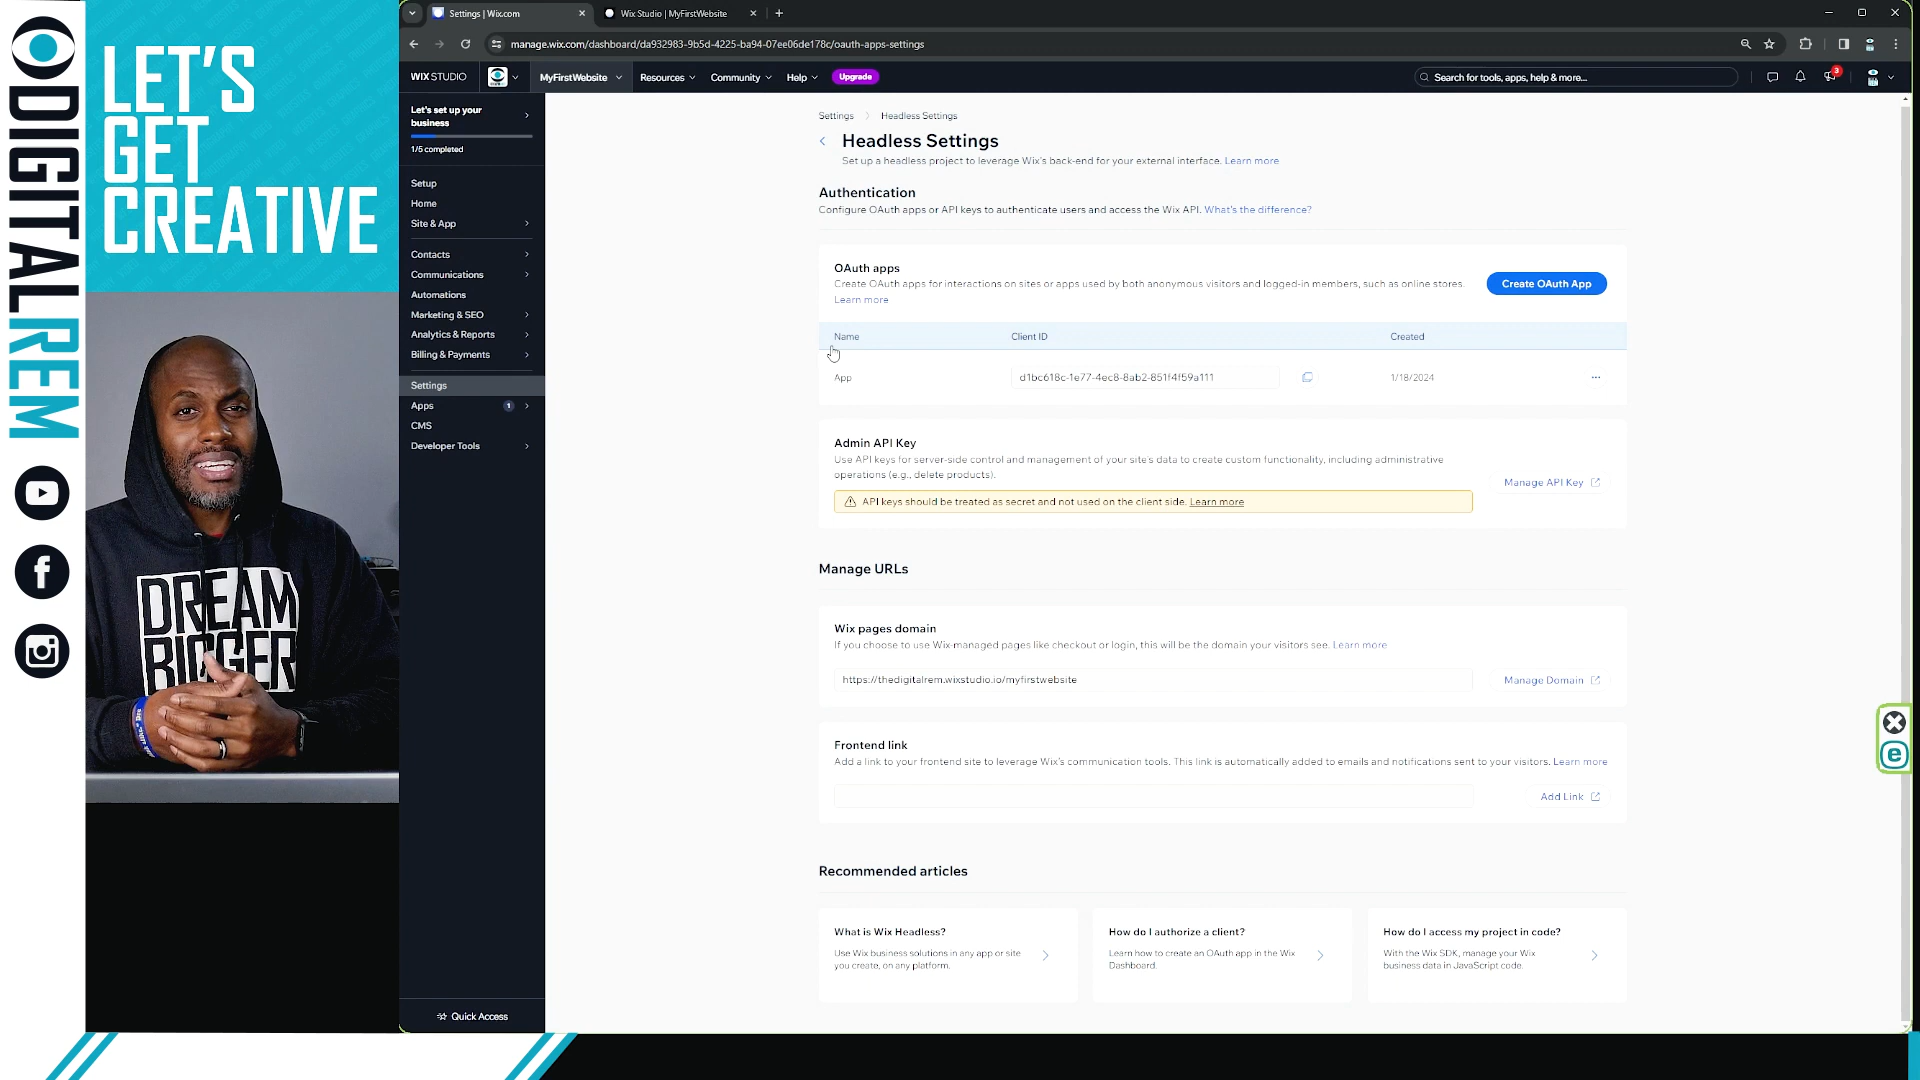 DIGITALREM
LET'S
GET
CREATIVE
DREAM
BIGGER
Settings | Wix.com
Wix Studio | MyFirstWebsite
manage.wix.com/dashboard/da932983-9b5d-4225-ba94-07ee06de178c/oauth-apps-settings
WIX STUDIO
MyFirstWebsite
Resources
Community
Help
Upgrade
Search for tools, apps, help & more...
3
Let's set up your
business
1/5 completed
Setup
Home
Site & App
Contacts
Communications
Automations
Marketing & SEO
Analytics & Reports
Billing & Payments
Settings
Apps 1
CMS
Developer Tools
Quick Access
Settings > Headless Settings
Headless Settings
Set up a headless project to leverage Wix's back-end for your external interface. Learn more
Authentication
Configure OAuth apps or API keys to authenticate users and access the Wix API. What's the difference?
OAuth apps
Create OAuth apps for interactions on sites or apps used by both anonymous visitors and logged-in members, such as online stores.
Learn more
Create OAuth App
Name Client ID Created
App d1bc618c-1e77-4ec8-8ab2-851f4f59a111 1/18/2024
Admin API Key
Use API keys for server-side control and management of your site's data to create custom functionality, including administrative
operations (e.g., delete products).
Manage API Key
API keys should be treated as secret and not used on the client side. Learn more
Manage URLs
Wix pages domain
If you choose to use Wix-managed pages like checkout or login, this will be the domain your visitors see. Learn more
https://thedigitalrem.wixstudio.io/myfirstwebsite
Manage Domain
Frontend link
Add a link to your frontend site to leverage Wix's communication tools. This link is automatically added to emails and notifications sent to your visitors. Learn more
Add Link
Recommended articles
What is Wix Headless?
Use Wix business solutions in any app or site
you create, on any platform.
How do I authorize a client?
Learn how to create an OAuth app in the Wix
Dashboard.
How do I access my project in code?
With the Wix SDK, manage your Wix
business data in JavaScript code.